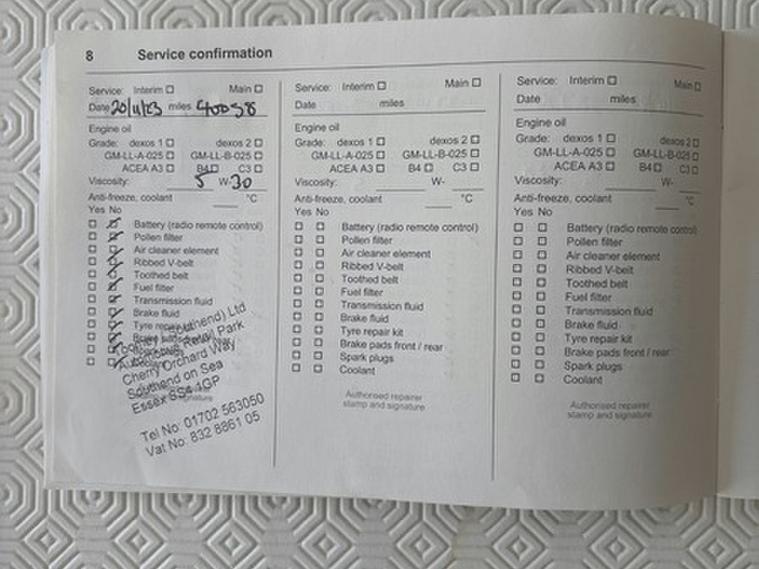 8 Service confirmation
Service: Interim ☐ Main ☐
Date 20/11/23 miles 40058
Engine oil
Grade: dexos 1 ☐ dexos 2 ☐
GM-LL-A-025 ☐ GM-LL-B-025 ☐
ACEA A3 ☐ B4 ☐ C3 ☐
Viscosity: 5 W-30
Anti-freeze, coolant °C
Yes No
Battery (radio remote control)
Pollen filter
Air cleaner element
Ribbed V-belt
Toothed belt
Fuel filter
Transmission fluid
Brake fluid
Tyre repair
(Southend) Ltd
Retail Park
Cherry Orchard Way
Southend on Sea
Essex SS4 1GP
Tel No: 01702 563050
Vat No: 832 8861 05
Service: Interim ☐ Main ☐
Date miles
Engine oil
Grade: dexos 1 ☐ dexos 2 ☐
GM-LL-A-025 ☐ GM-LL-B-025 ☐
ACEA A3 ☐ B4 ☐ C3 ☐
Viscosity: W-
Anti-freeze, coolant °C
Yes No
☐ ☐ Battery (radio remote control)
☐ ☐ Pollen filter
☐ ☐ Air cleaner element
☐ ☐ Ribbed V-belt
☐ ☐ Toothed belt
☐ ☐ Fuel filter
☐ ☐ Transmission fluid
☐ ☐ Brake fluid
☐ ☐ Tyre repair kit
☐ ☐ Brake pads front / rear
☐ ☐ Spark plugs
☐ ☐ Coolant
Authorised repairer
stamp and signature
Service: Interim ☐ Main ☐
Date miles
Engine oil
Grade: dexos 1 ☐ dexos 2 ☐
GM-LL-A-025 ☐ GM-LL-B-025 ☐
ACEA A3 ☐ B4 ☐ C3 ☐
Viscosity: W-
Anti-freeze, coolant °C
Yes No
☐ ☐ Battery (radio remote control)
☐ ☐ Pollen filter
☐ ☐ Air cleaner element
☐ ☐ Ribbed V-belt
☐ ☐ Toothed belt
☐ ☐ Fuel filter
☐ ☐ Transmission fluid
☐ ☐ Brake fluid
☐ ☐ Tyre repair kit
☐ ☐ Brake pads front / rear
☐ ☐ Spark plugs
☐ ☐ Coolant
Authorised repairer
stamp and signature